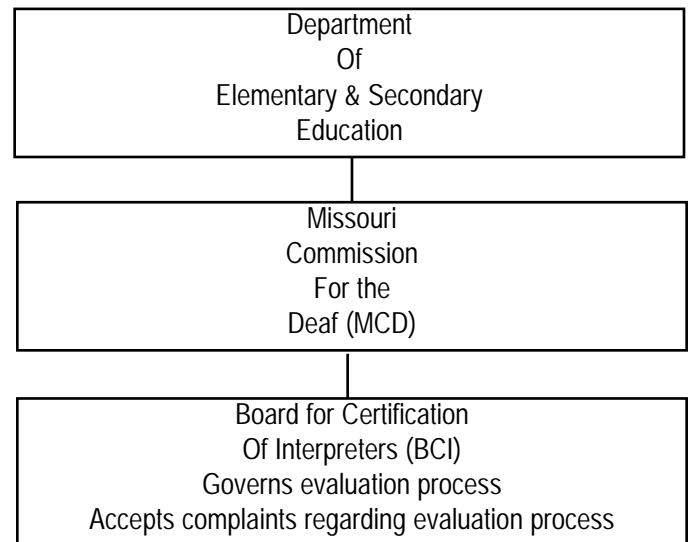 Department
Of
Elementary & Secondary
Education
Missouri
Commission
For the
Deaf (MCD)
Board for Certification
Of Interpreters (BCI)
Governs evaluation process
Accepts complaints regarding evaluation process